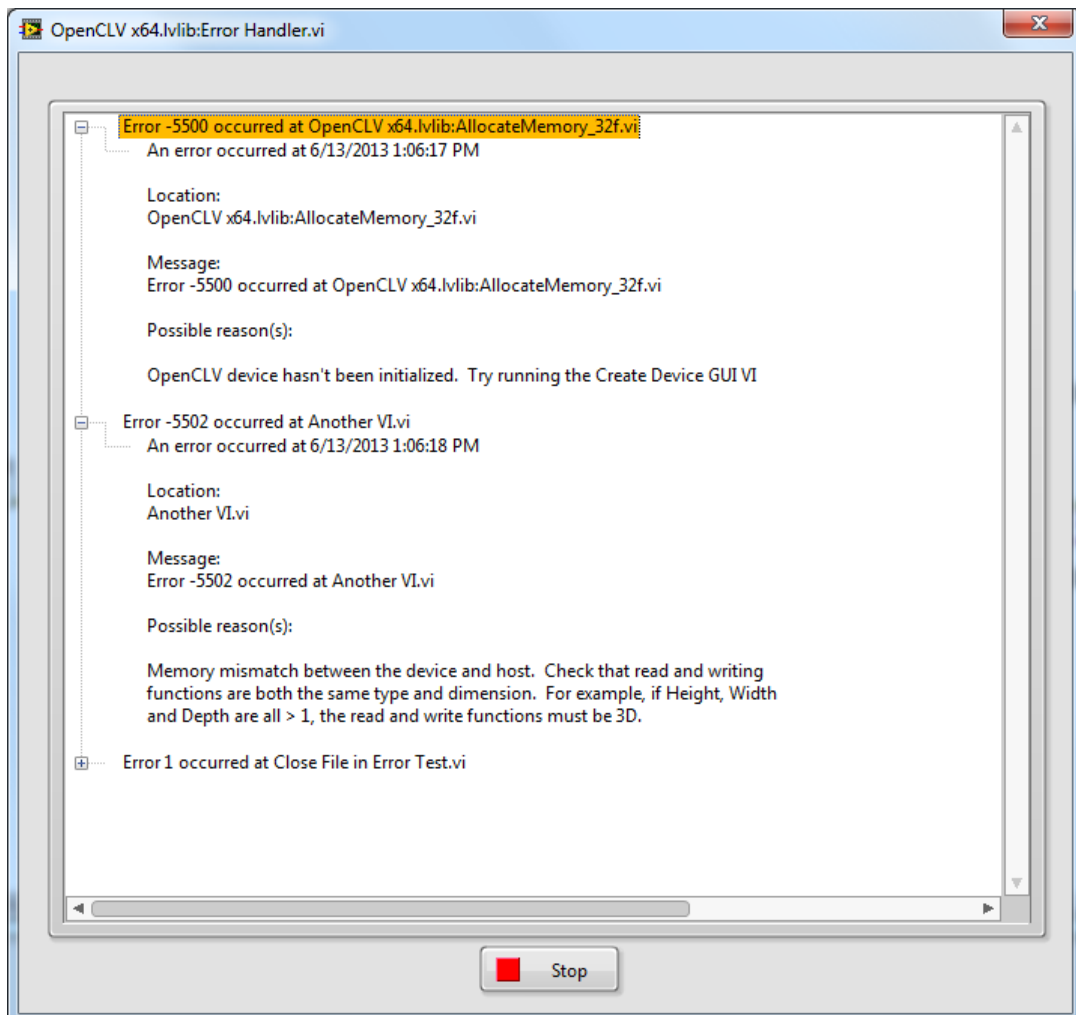 OpenCLV x64.lvlib:Error Handler.vi
Error -5500 occurred at OpenCLV x64.lvlib:AllocateMemory_32f.vi
An error occurred at 6/13/2013 1:06:17 PM
Location:
OpenCLV x64.lvlib:AllocateMemory_32f.vi
Message:
Error -5500 occurred at OpenCLV x64.lvlib:AllocateMemory_32f.vi
Possible reason(s):
OpenCLV device hasn't been initialized.  Try running the Create Device GUI VI
Error -5502 occurred at Another VI.vi
An error occurred at 6/13/2013 1:06:18 PM
Location:
Another VI.vi
Message:
Error -5502 occurred at Another VI.vi
Possible reason(s):
Memory mismatch between the device and host.  Check that read and writing
functions are both the same type and dimension.  For example, if Height, Width
and Depth are all > 1, the read and write functions must be 3D.
Error 1 occurred at Close File in Error Test.vi
Stop